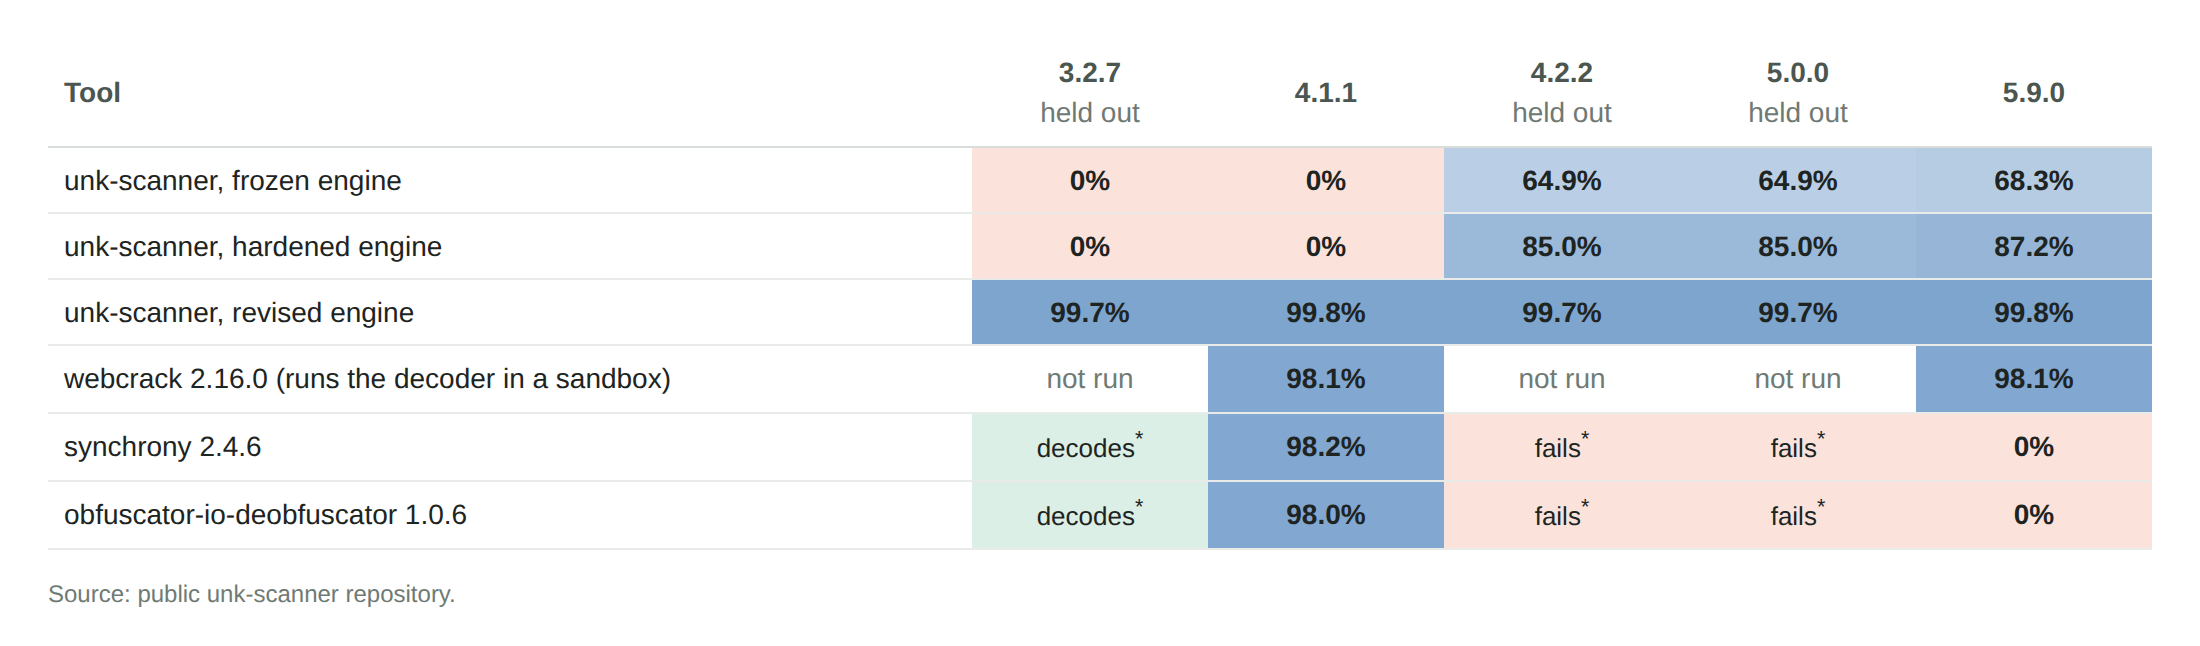 Tool 3.2.7 held out 4.1.1 4.2.2 held out 5.0.0 held out 5.9.0
unk-scanner, frozen engine 0% 0% 64.9% 64.9% 68.3%
unk-scanner, hardened engine 0% 0% 85.0% 85.0% 87.2%
unk-scanner, revised engine 99.7% 99.8% 99.7% 99.7% 99.8%
webcrack 2.16.0 (runs the decoder in a sandbox) not run 98.1% not run not run 98.1%
synchrony 2.4.6 decodes* 98.2% fails* fails* 0%
obfuscator-io-deobfuscator 1.0.6 decodes* 98.0% fails* fails* 0%
Source: public unk-scanner repository.